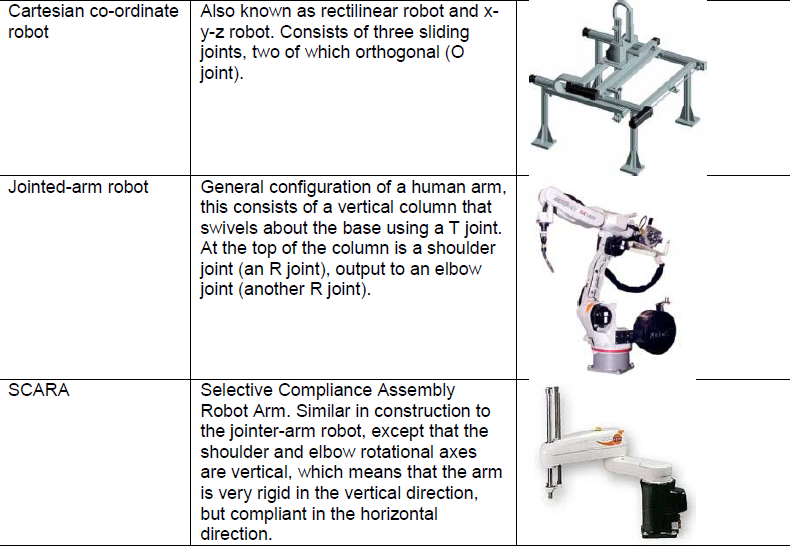 Cartesian co-ordinate
robot
Also known as rectilinear robot and x-
y-z robot. Consists of three sliding
joints, two of which orthogonal (O
joint).
Jointed-arm robot
General configuration of a human arm,
this consists of a vertical column that
swivels about the base using a T joint.
At the top of the column is a shoulder
joint (an R joint), output to an elbow
joint (another R joint).
SCARA
Selective Compliance Assembly
Robot Arm. Similar in construction to
the jointer-arm robot, except that the
shoulder and elbow rotational axes
are vertical, which means that the arm
is very rigid in the vertical direction,
but compliant in the horizontal
direction.